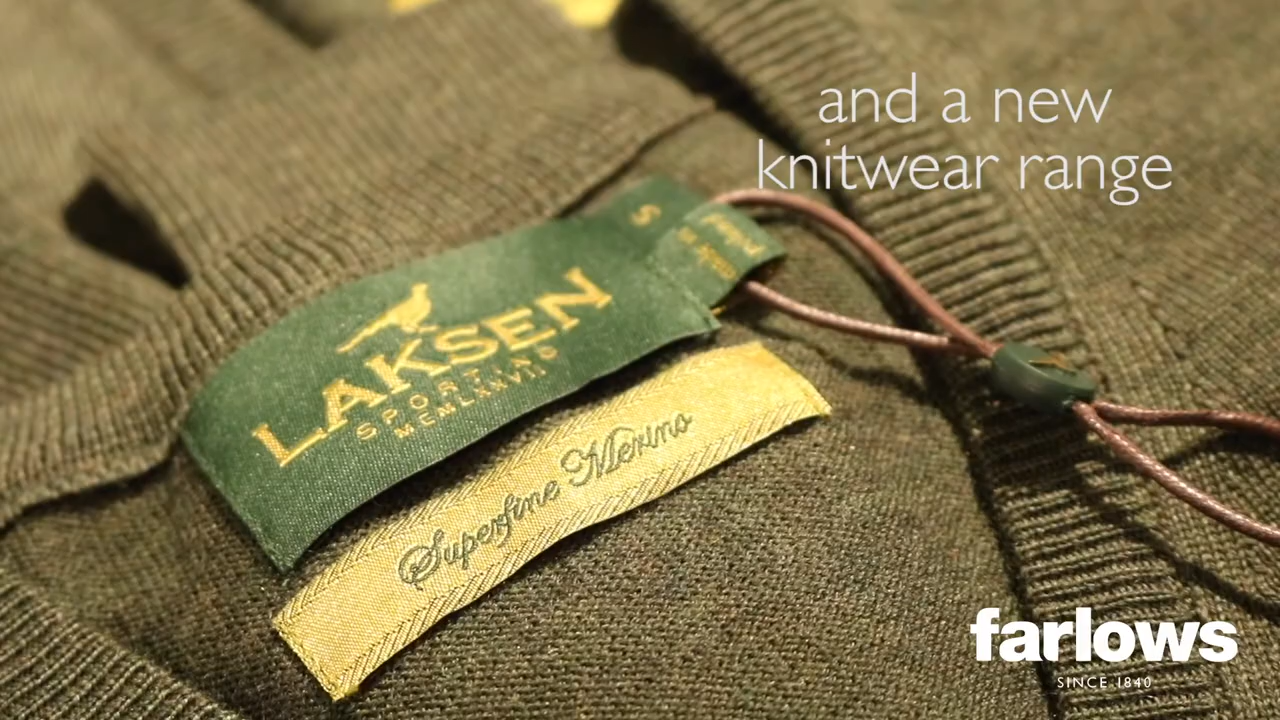 and a new
knitwear range
S
LAKSEN
SPORTING
MCMLXXVII
Superfine Merino
farlows
SINCE 1840